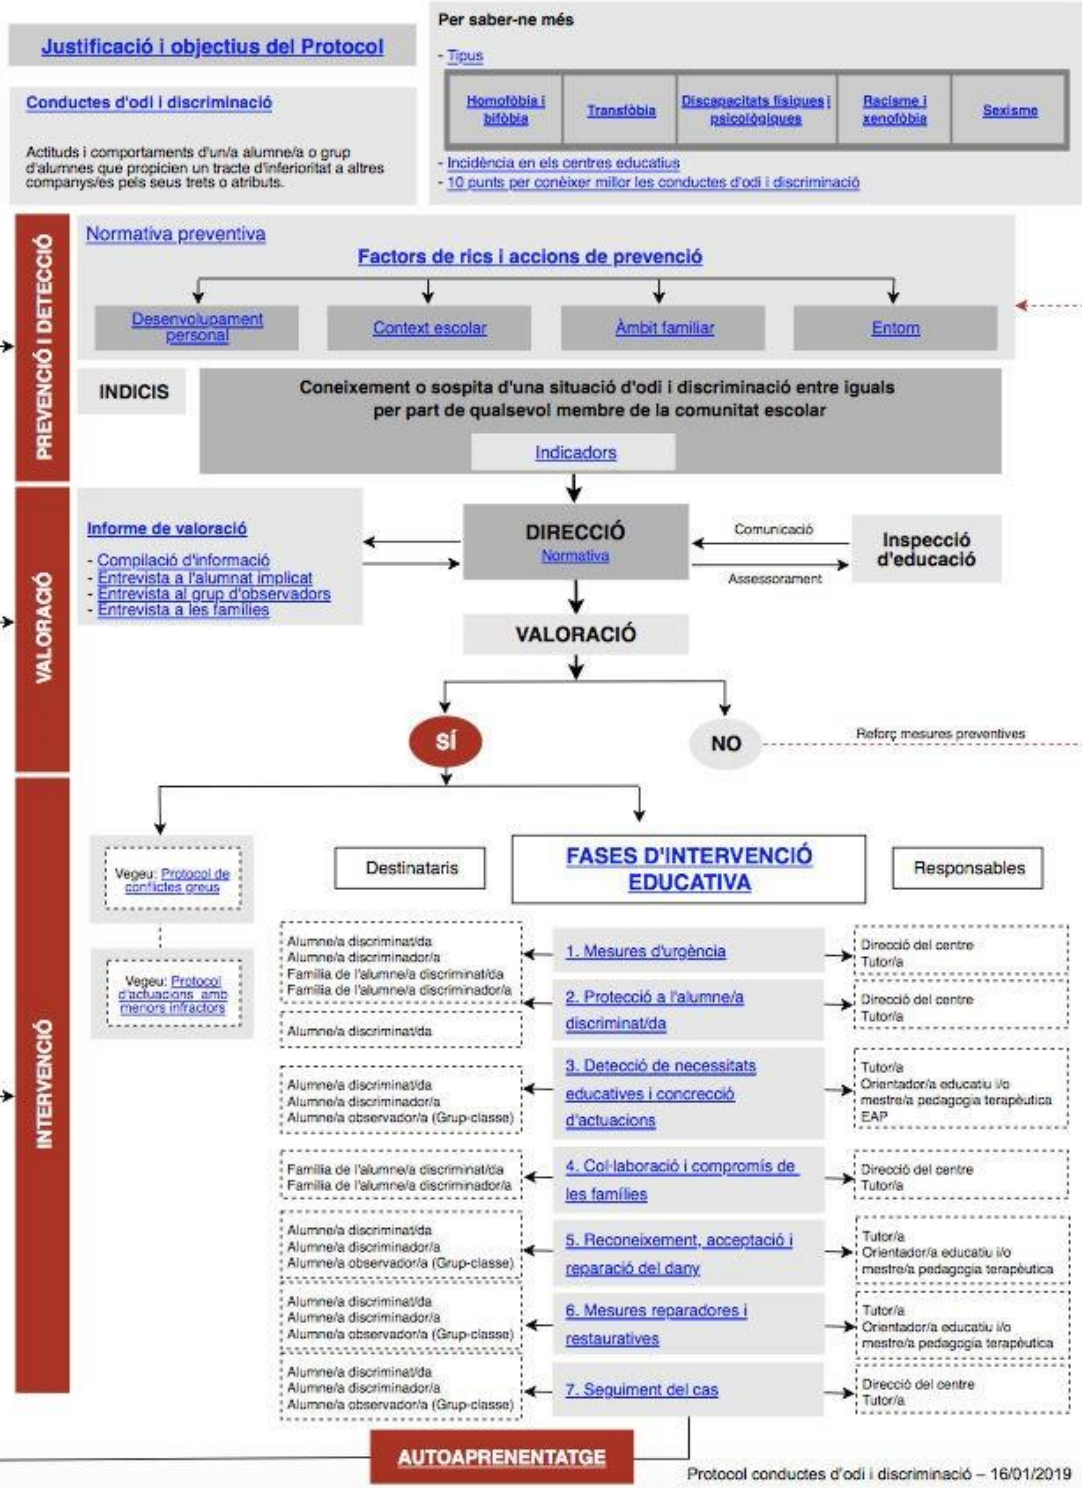 Justificació i objectius del Protocol
Conductes d'odi i discriminació
Actituds i comportaments d'un/a alumne/a o grup
d'alumnes que propicien un tracte d'inferioritat a altres
companys/es pels seus trets o atributs.
Per saber-ne més
- Tipus
Homofòbia i
bifòbia
Transfòbia
Discapacitats físiques i
psicològiques
Racisme i
xenofòbia
Sexisme
- Incidència en els centres educatius
- 10 punts per conèixer millor les conductes d'odi i discriminació
PREVENCIÓ I DETECCIÓ
Normativa preventiva
Factors de rics i accions de prevenció
Desenvolupament
personal
Context escolar
Àmbit familiar
Entorn
INDICIS
Coneixement o sospita d'una situació d'odi i discriminació entre iguals
per part de qualsevol membre de la comunitat escolar
Indicadors
VALORACIÓ
Informe de valoració
- Compilació d'informació
- Entrevista a l'alumnat implicat
- Entrevista al grup d'observadors
- Entrevista a les famílies
DIRECCIÓ
Normativa
Comunicació
Assessorament
Inspecció
d'educació
VALORACIÓ
SÍ
NO
Reforç mesures preventives
INTERVENCIÓ
Vegeu: Protocol de
conflictes greus
Vegeu: Protocol
d'actuacions amb
menors infractors
Destinataris
FASES D'INTERVENCIÓ
EDUCATIVA
Responsables
Alumne/a discriminat/da
Alumne/a discriminador/a
Família de l'alumne/a discriminat/da
Família de l'alumne/a discriminador/a
1. Mesures d'urgència
Direcció del centre
Tutor/a
Alumne/a discriminat/da
2. Protecció a l'alumne/a
discriminat/da
Direcció del centre
Tutor/a
Alumne/a discriminat/da
Alumne/a discriminador/a
Alumne/a observador/a (Grup-classe)
3. Detecció de necessitats
educatives i concrecció
d'actuacions
Tutor/a
Orientador/a educatiu i/o
mestre/a pedagogia terapèutica
EAP
Família de l'alumne/a discriminat/da
Família de l'alumne/a discriminador/a
4. Col·laboració i compromís de
les famílies
Direcció del centre
Tutor/a
Alumne/a discriminat/da
Alumne/a discriminador/a
Alumne/a observador/a (Grup-classe)
5. Reconeixement, acceptació i
reparació del dany
Tutor/a
Orientador/a educatiu i/o
mestre/a pedagogia terapèutica
Alumne/a discriminat/da
Alumne/a discriminador/a
Alumne/a observador/a (Grup-classe)
6. Mesures reparadores i
restauratives
Tutor/a
Orientador/a educatiu i/o
mestre/a pedagogia terapèutica
Alumne/a discriminat/da
Alumne/a discriminador/a
Alumne/a observador/a (Grup-classe)
7. Seguiment del cas
Direcció del centre
Tutor/a
AUTOAPRENENTATGE
Protocol conductes d'odi i discriminació – 16/01/2019